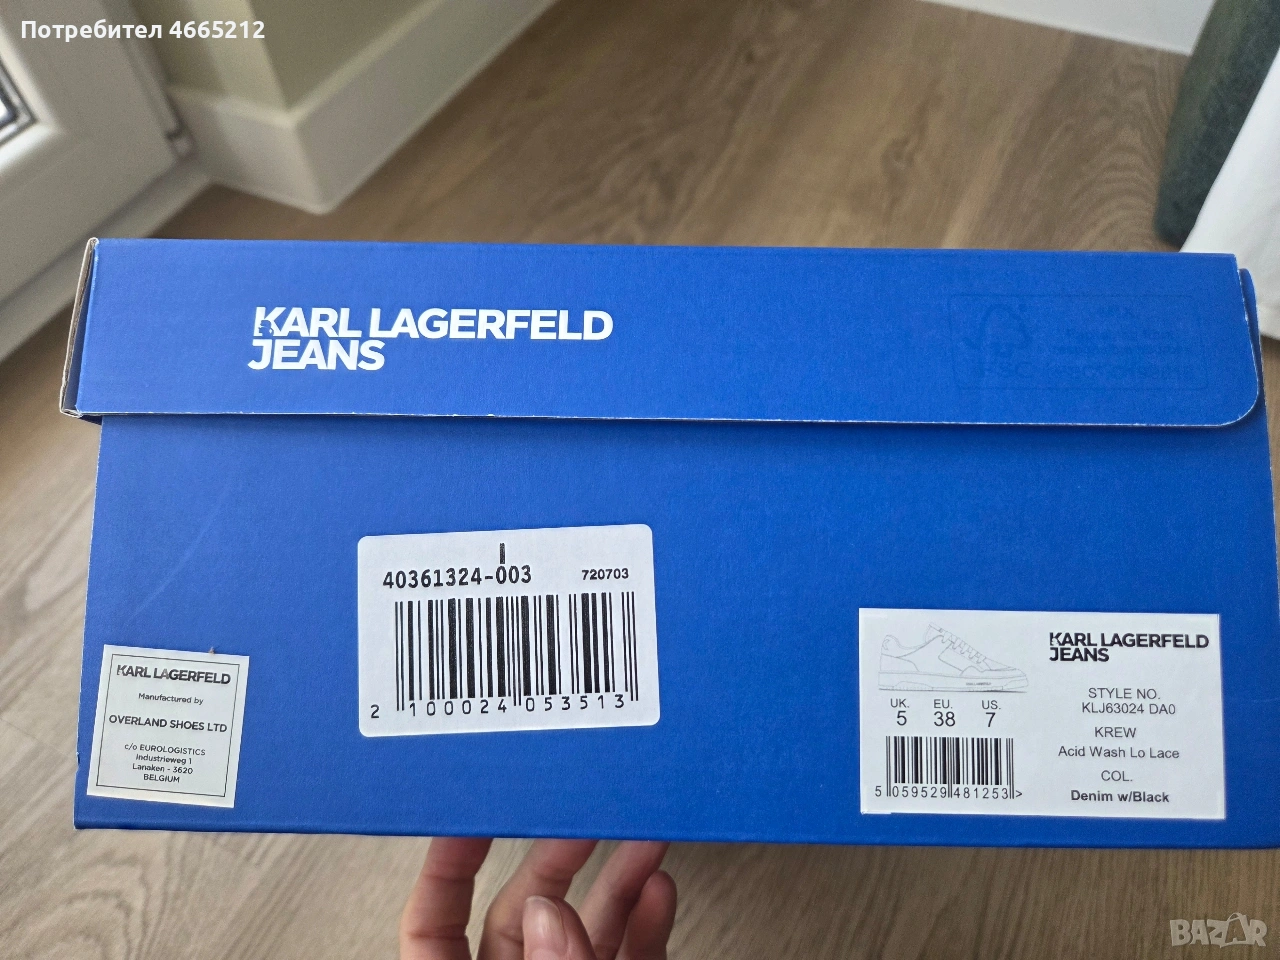 Потребител 4665212
KARL LAGERFELD
JEANS
40361324-003 720703
2 100024 053513
KARL LAGERFELD
Manufactured by
OVERLAND SHOES LTD
c/o EUROLOGISTICS
Industrieweg 1
Lanaken - 3620
BELGIUM
KARL LAGERFELD
JEANS
UK. EU. US.
5 38 7
5 059529 481253 >
STYLE NO.
KLJ63024 DA0
KREW
Acid Wash Lo Lace
COL.
Denim w/Black
BAZAR